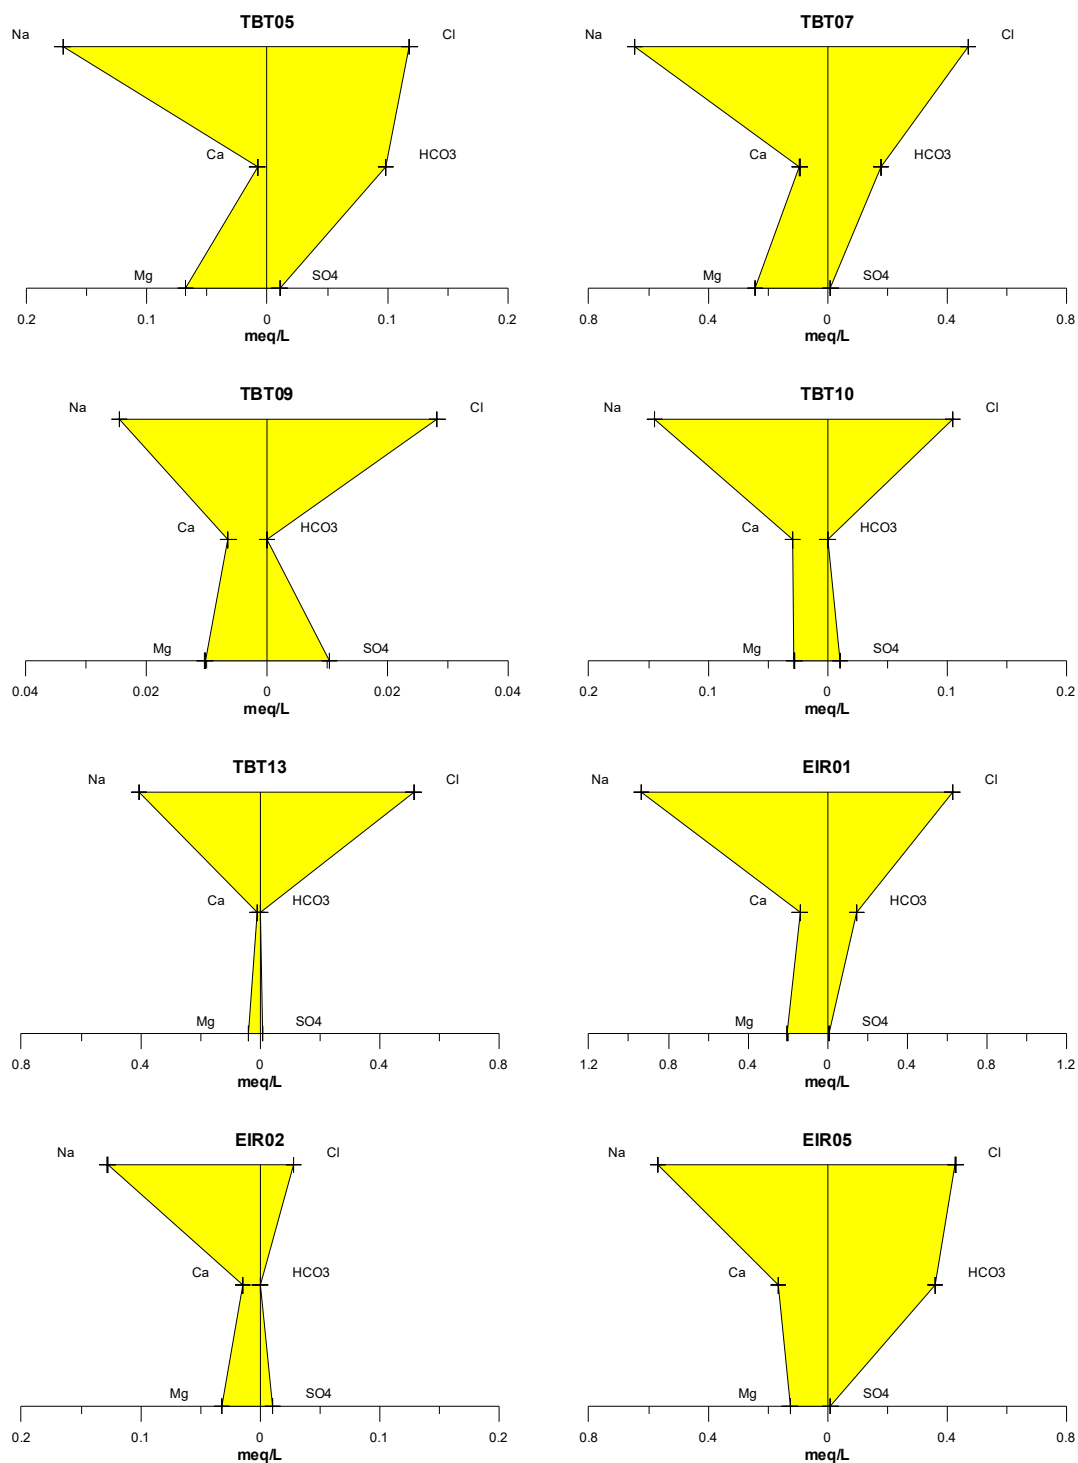 TBT05 TBT07
Na Cl Na Cl
Ca HCO3 Ca HCO3
Mg SO4 Mg SO4
0.2 0.1 0 0.1 0.2 0.8 0.4 0 0.4 0.8
meq/L meq/L
TBT09 TBT10
Na Cl Na Cl
Ca HCO3 Ca HCO3
Mg SO4 Mg SO4
0.04 0.02 0 0.02 0.04 0.2 0.1 0 0.1 0.2
meq/L meq/L
TBT13 EIR01
Na Cl Na Cl
Ca HCO3 Ca HCO3
Mg SO4 Mg SO4
0.8 0.4 0 0.4 0.8 1.2 0.8 0.4 0 0.4 0.8 1.2
meq/L meq/L
EIR02 EIR05
Na Cl Na Cl
Ca HCO3 Ca HCO3
Mg SO4 Mg SO4
0.2 0.1 0 0.1 0.2 0.8 0.4 0 0.4 0.8
meq/L meq/L